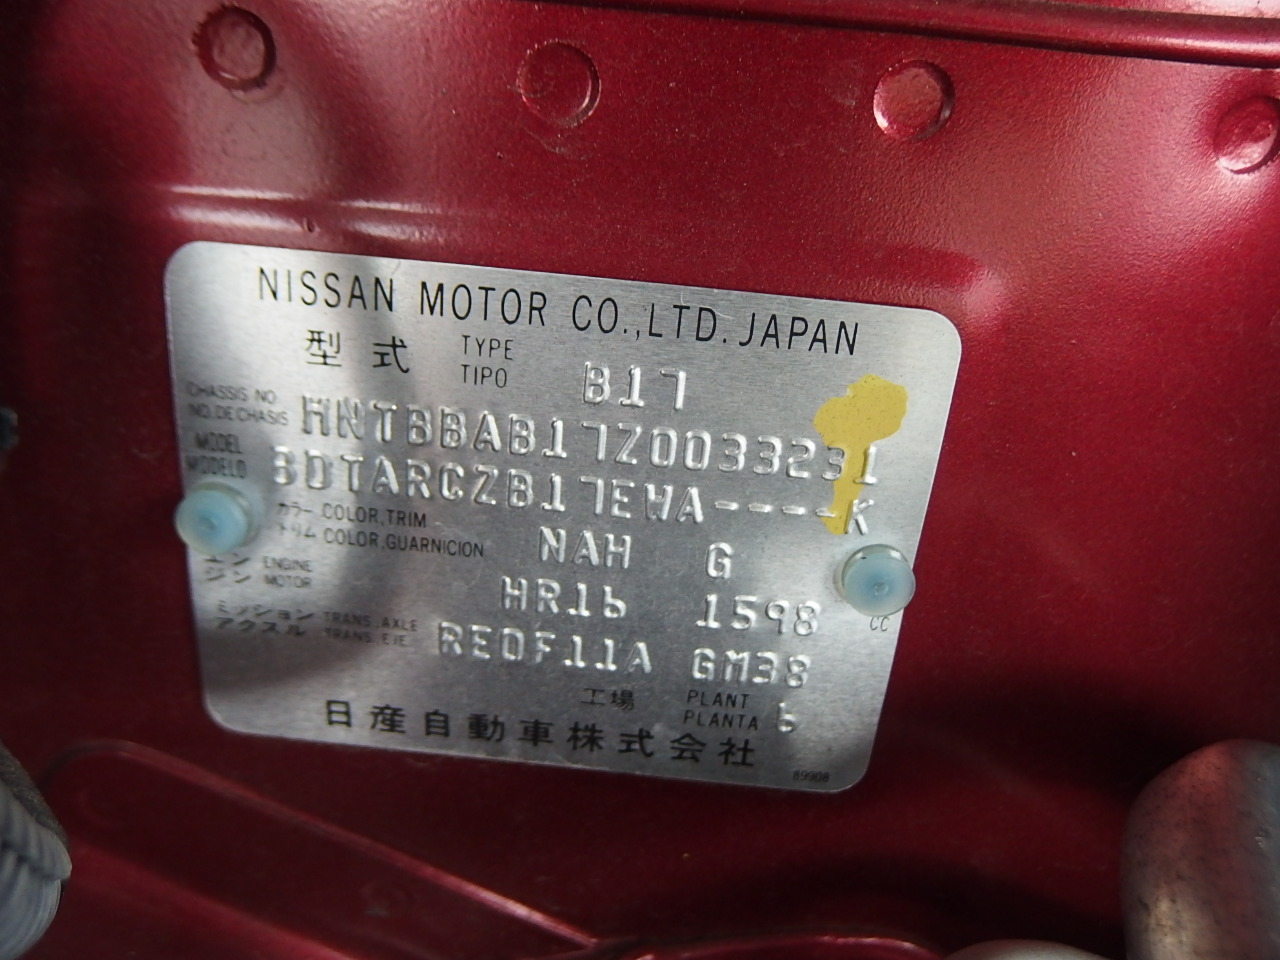 NISSAN MOTOR CO.,LTD. JAPAN
型式 TYPE TIPO B17
CHASSIS NO. NO. DE CHASIS HNTBBAB17Z0033231
MODEL MODELO BDTARCZB17EWA----K
カラー トリム COLOR,TRIM COLOR,GUARNICION NAH G
エンジン ENGINE MOTOR HR16 1598 CC
ミッション アクスル TRANS. AXLE TRANS. EJE RE0F11A GM38
工場 PLANT PLANTA 6
日産自動車株式会社
89908